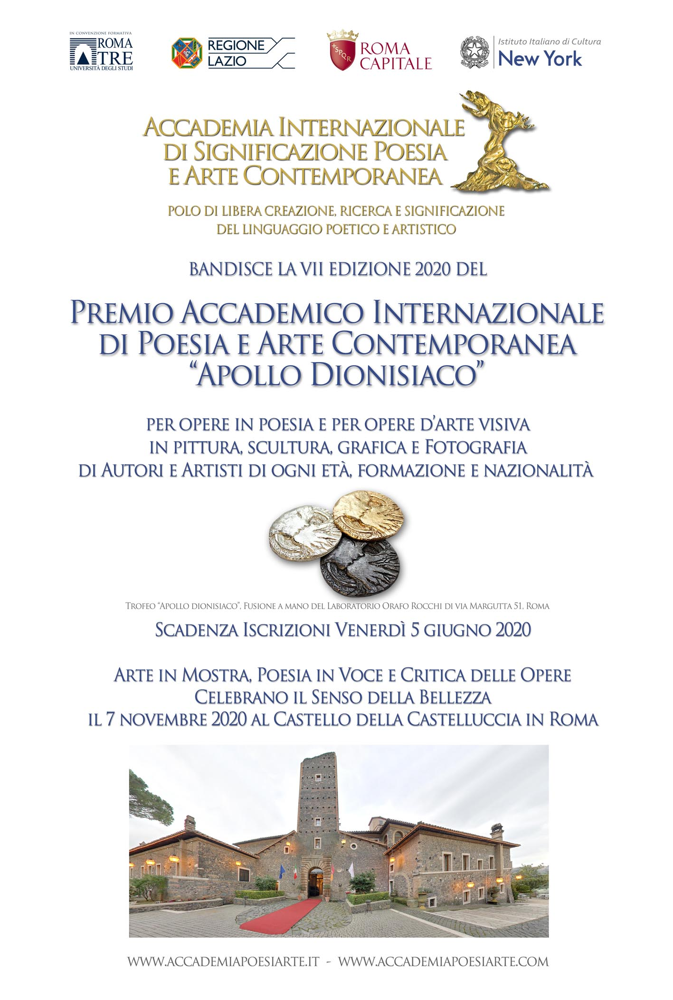 IN CONVENZIONE FORMATIVA
ROMA
TRE
UNIVERSITÀ DEGLI STUDI
REGIONE
LAZIO
SPQR
ROMA
CAPITALE
Istituto Italiano di Cultura
New York
ACCADEMIA INTERNAZIONALE
DI SIGNIFICAZIONE POESIA
E ARTE CONTEMPORANEA
POLO DI LIBERA CREAZIONE, RICERCA E SIGNIFICAZIONE
DEL LINGUAGGIO POETICO E ARTISTICO
BANDISCE LA VII EDIZIONE 2020 DEL
PREMIO ACCADEMICO INTERNAZIONALE
DI POESIA E ARTE CONTEMPORANEA
“APOLLO DIONISIACO”
PER OPERE IN POESIA E PER OPERE D’ARTE VISIVA
IN PITTURA, SCULTURA, GRAFICA E FOTOGRAFIA
DI AUTORI E ARTISTI DI OGNI ETÀ, FORMAZIONE E NAZIONALITÀ
TROFEO “APOLLO DIONISIACO”, FUSIONE A MANO DEL LABORATORIO ORAFO ROCCHI DI VIA MARGUTTA 51, ROMA
SCADENZA ISCRIZIONI VENERDÌ 5 GIUGNO 2020
ARTE IN MOSTRA, POESIA IN VOCE E CRITICA DELLE OPERE
CELEBRANO IL SENSO DELLA BELLEZZA
IL 7 NOVEMBRE 2020 AL CASTELLO DELLA CASTELLUCCIA IN ROMA
WWW.ACCADEMIAPOESIARTE.IT - WWW.ACCADEMIAPOESIARTE.COM